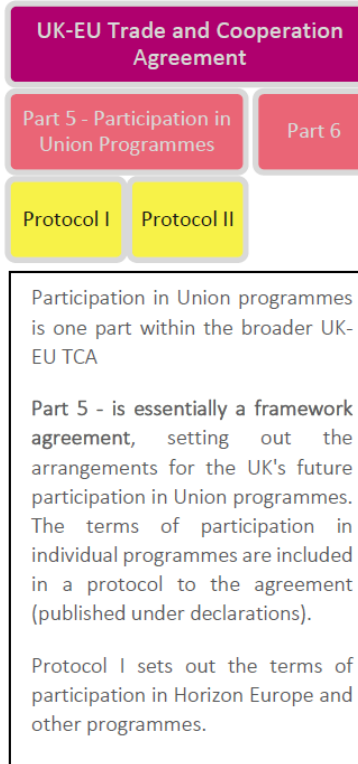 UK-EU Trade and Cooperation
Agreement
Part 5 - Participation in
Union Programmes
Part 6
Protocol I
Protocol II
Participation in Union programmes
is one part within the broader UK-
EU TCA
Part 5 - is essentially a framework
agreement, setting out the
arrangements for the UK's future
participation in Union programmes.
The terms of participation in
individual programmes are included
in a protocol to the agreement
(published under declarations).
Protocol I sets out the terms of
participation in Horizon Europe and
other programmes.